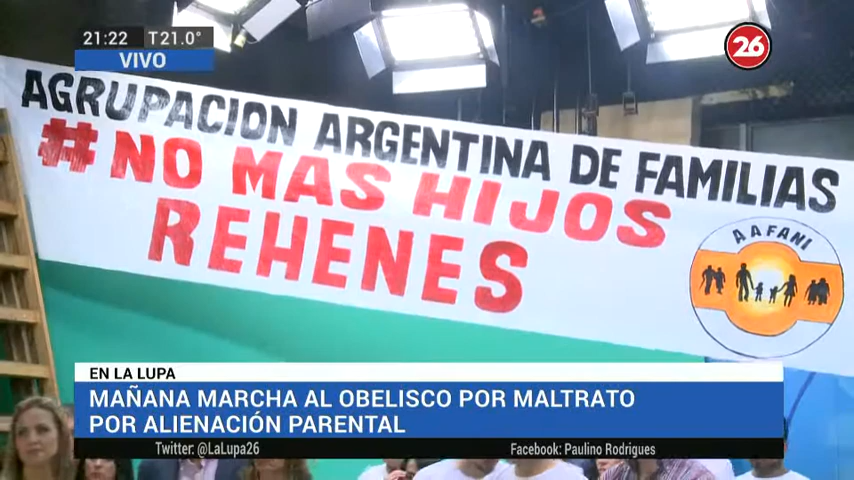 21:22 T21.0°
VIVO
26
AGRUPACION ARGENTINA DE FAMILIAS
# NO MAS HIJOS
REHENES
AAFANI
EN LA LUPA
MAÑANA MARCHA AL OBELISCO POR MALTRATO
POR ALIENACIÓN PARENTAL
Twitter: @LaLupa26 Facebook: Paulino Rodrigues